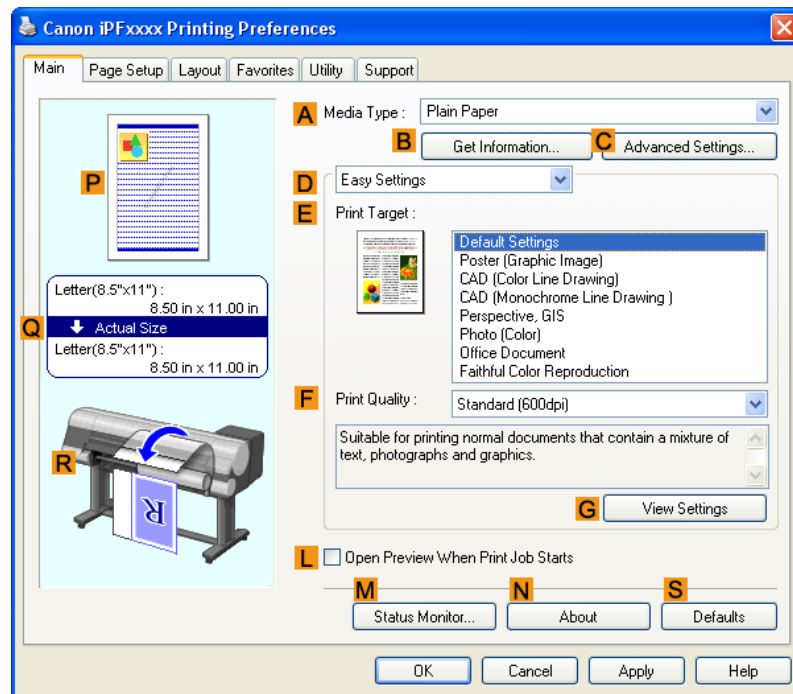 Canon iPFxxxx Printing Preferences
Main Page Setup Layout Favorites Utility Support
A Media Type : Plain Paper
B Get Information... C Advanced Settings...
P
D Easy Settings
E Print Target :
Default Settings
Poster (Graphic Image)
CAD (Color Line Drawing)
CAD (Monochrome Line Drawing )
Perspective, GIS
Photo (Color)
Office Document
Faithful Color Reproduction
Letter(8.5"x11") :
8.50 in x 11.00 in
Q Actual Size
Letter(8.5"x11") :
8.50 in x 11.00 in
F Print Quality : Standard (600dpi)
Suitable for printing normal documents that contain a mixture of
text, photographs and graphics.
R
R
G View Settings
L Open Preview When Print Job Starts
M Status Monitor... N About S Defaults
OK Cancel Apply Help